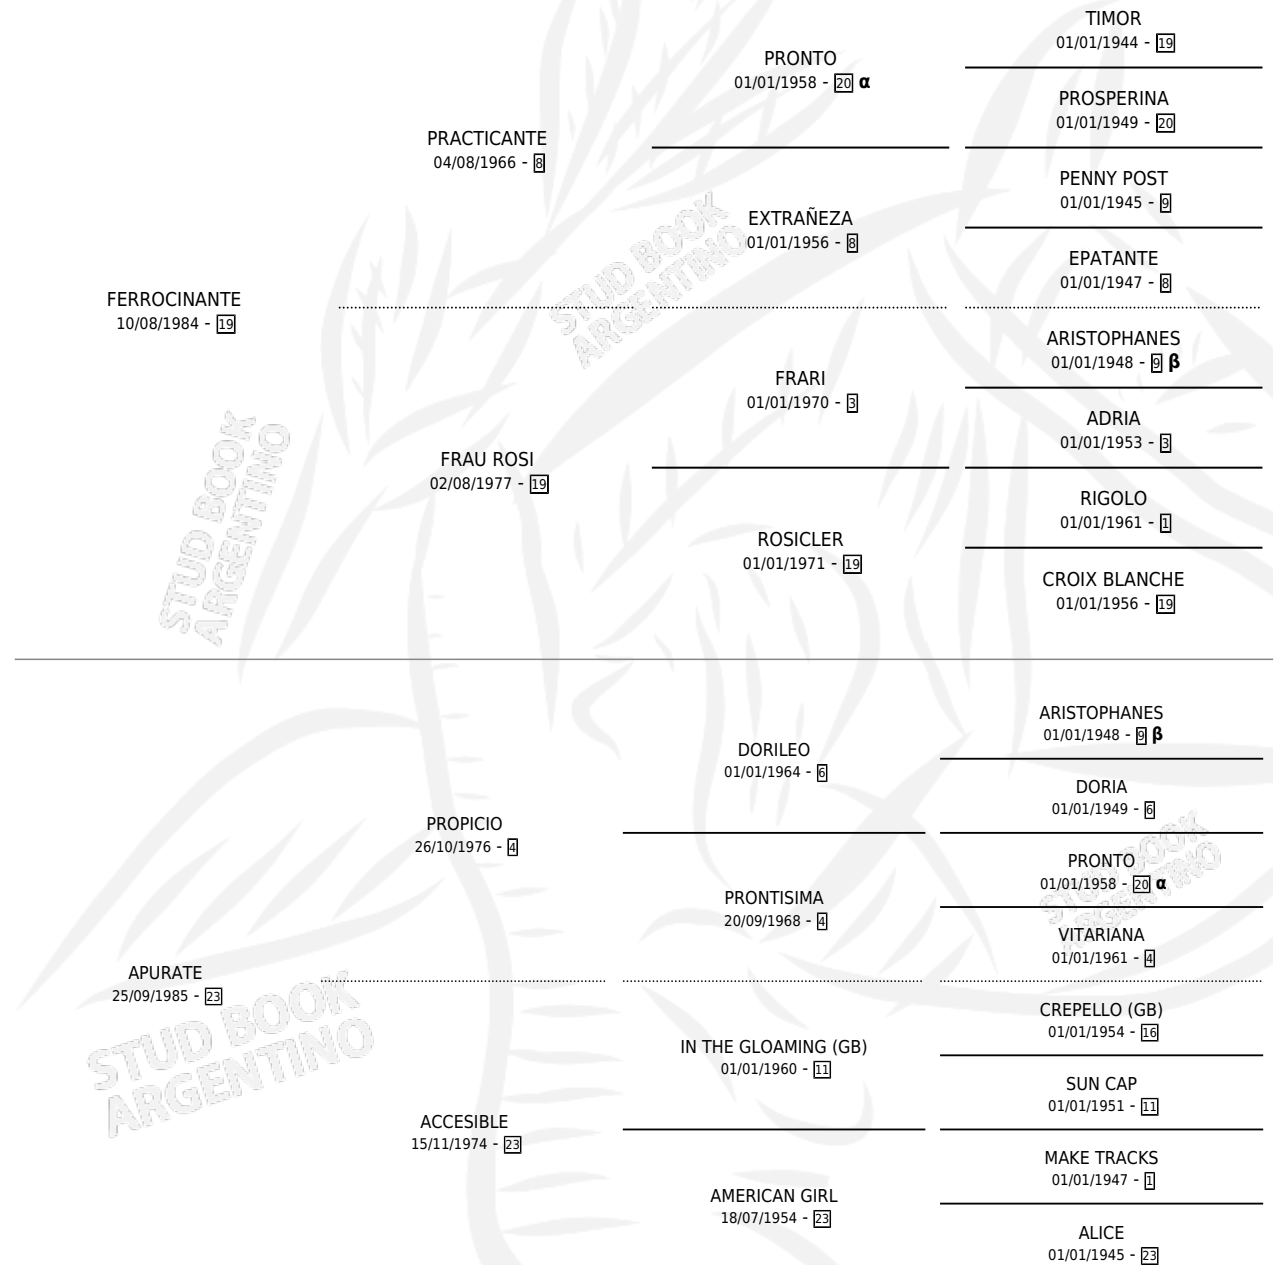 TIMOR
01/01/1944 - 19
PRONTO
01/01/1958 - 20 α
PROSPERINA
01/01/1949 - 20
PRACTICANTE
04/08/1966 - 8
PENNY POST
01/01/1945 - 9
EXTRAÑEZA
01/01/1956 - 8
EPATANTE
01/01/1947 - 8
FERROCINANTE
10/08/1984 - 19
ARISTOPHANES
01/01/1948 - 9 β
FRARI
01/01/1970 - 3
ADRIA
01/01/1953 - 3
FRAU ROSI
02/08/1977 - 19
RIGOLO
01/01/1961 - 1
ROSICLER
01/01/1971 - 19
CROIX BLANCHE
01/01/1956 - 19
STUD BOOK
ARGENTINO
STUD BOOK
ARGENTINO
ARISTOPHANES
01/01/1948 - 9 β
DORILEO
01/01/1964 - 6
DORIA
01/01/1949 - 6
PROPICIO
26/10/1976 - 4
PRONTO
01/01/1958 - 20 α
PRONTISIMA
20/09/1968 - 4
VITARIANA
01/01/1961 - 4
APURATE
25/09/1985 - 23
CREPELLO (GB)
01/01/1954 - 16
IN THE GLOAMING (GB)
01/01/1960 - 11
SUN CAP
01/01/1951 - 11
ACCESIBLE
15/11/1974 - 23
MAKE TRACKS
01/01/1947 - 1
AMERICAN GIRL
18/07/1954 - 23
ALICE
01/01/1945 - 23
STUD BOOK
ARGENTINO
STUD BOOK
ARGENTINO